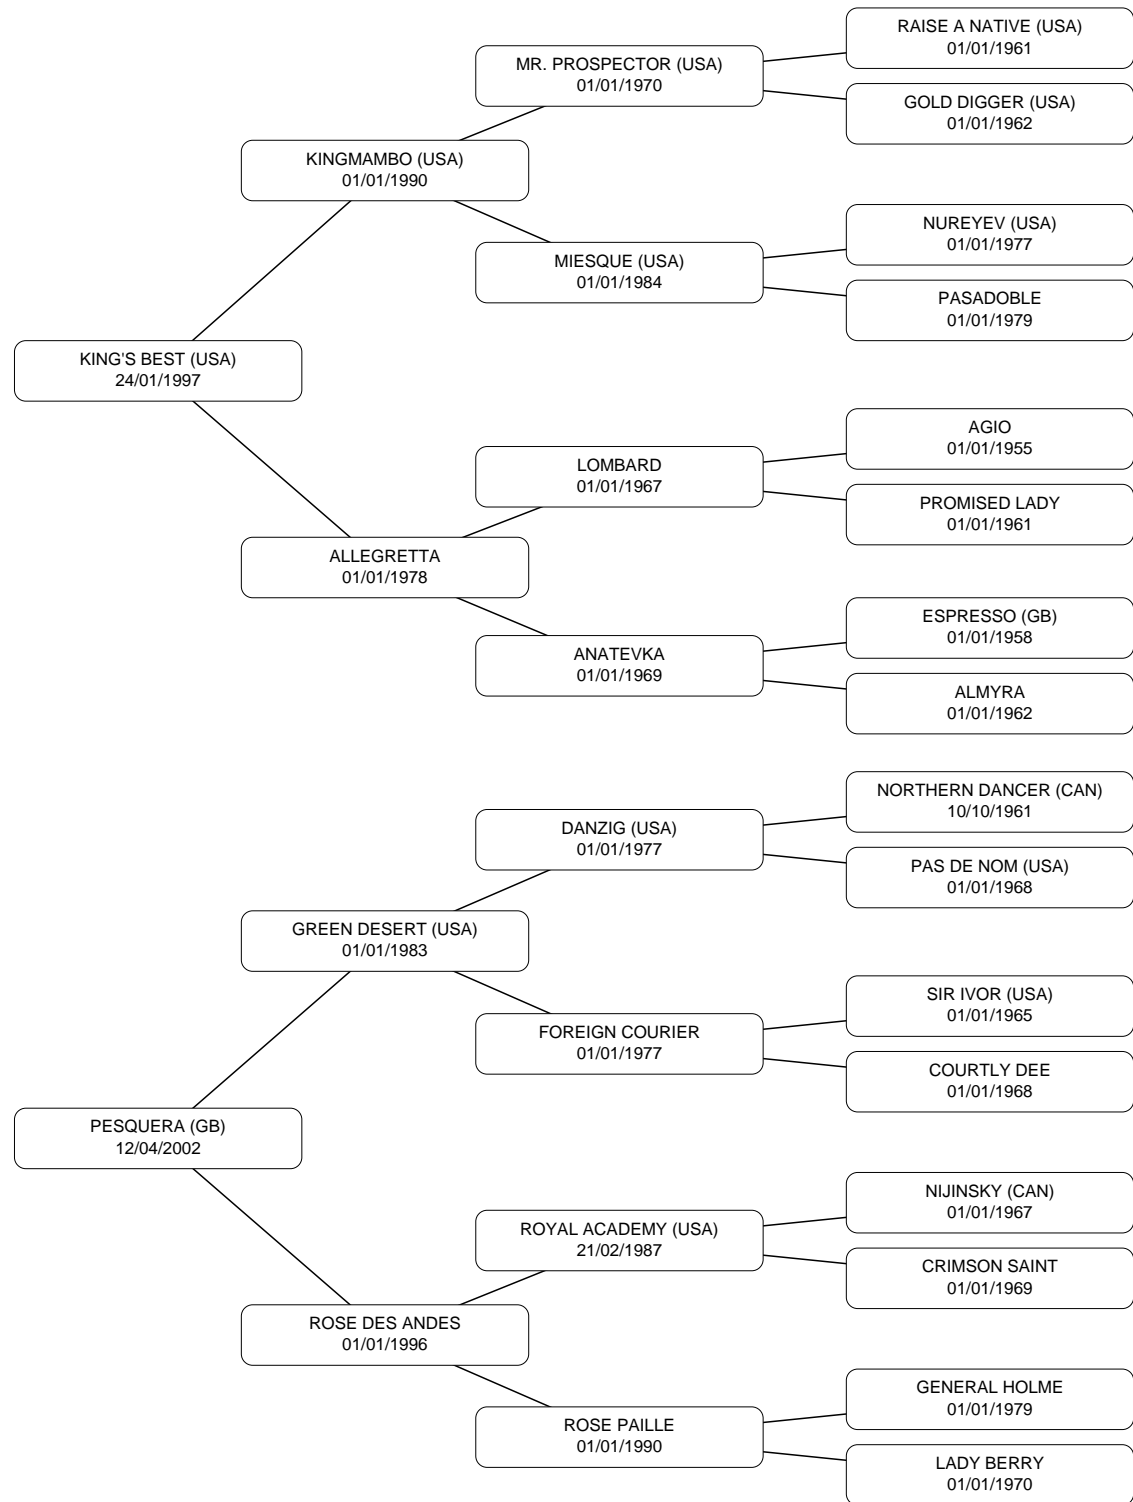 RAISE A NATIVE (USA)
01/01/1961
MR. PROSPECTOR (USA)
01/01/1970
GOLD DIGGER (USA)
01/01/1962
KINGMAMBO (USA)
01/01/1990
NUREYEV (USA)
01/01/1977
MIESQUE (USA)
01/01/1984
PASADOBLE
01/01/1979
KING'S BEST (USA)
24/01/1997
AGIO
01/01/1955
LOMBARD
01/01/1967
PROMISED LADY
01/01/1961
ALLEGRETTA
01/01/1978
ESPRESSO (GB)
01/01/1958
ANATEVKA
01/01/1969
ALMYRA
01/01/1962
NORTHERN DANCER (CAN)
10/10/1961
DANZIG (USA)
01/01/1977
PAS DE NOM (USA)
01/01/1968
GREEN DESERT (USA)
01/01/1983
SIR IVOR (USA)
01/01/1965
FOREIGN COURIER
01/01/1977
COURTLY DEE
01/01/1968
PESQUERA (GB)
12/04/2002
NIJINSKY (CAN)
01/01/1967
ROYAL ACADEMY (USA)
21/02/1987
CRIMSON SAINT
01/01/1969
ROSE DES ANDES
01/01/1996
GENERAL HOLME
01/01/1979
ROSE PAILLE
01/01/1990
LADY BERRY
01/01/1970